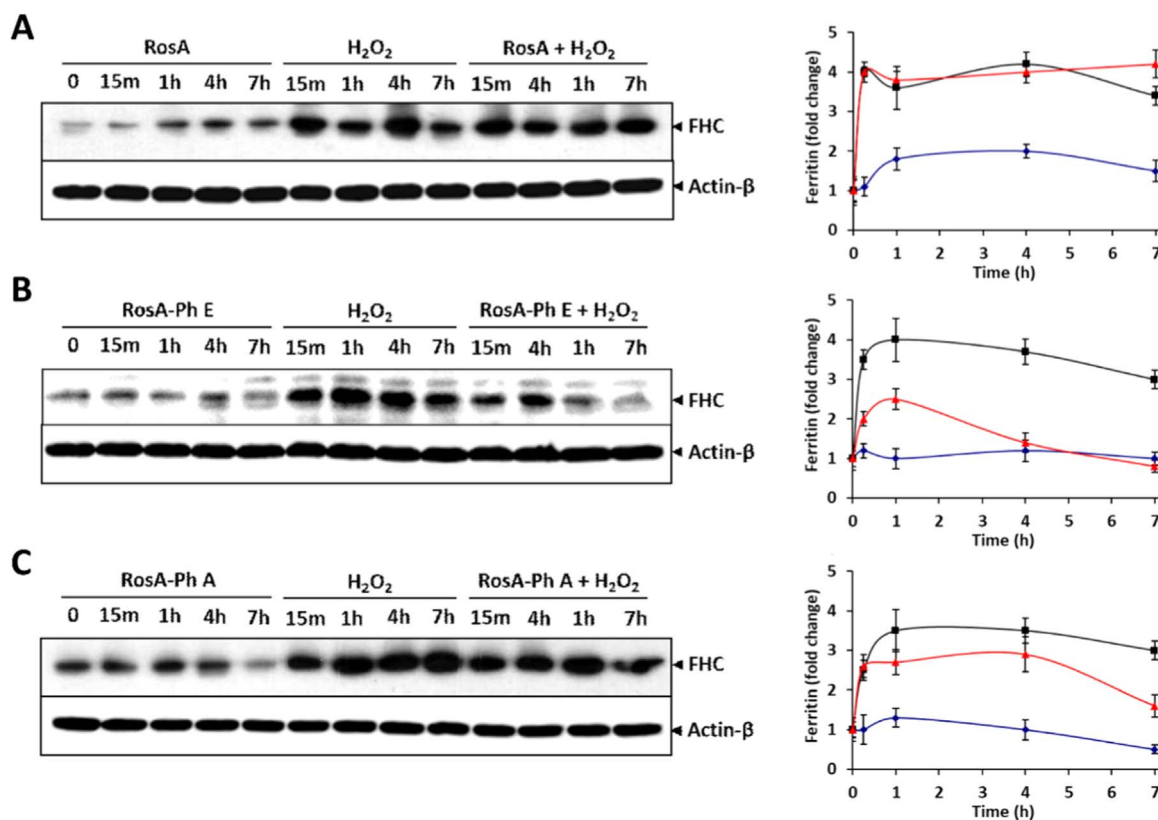 A
RosA H₂O₂ RosA + H₂O₂
0 15m 1h 4h 7h 15m 1h 4h 7h 15m 4h 1h 7h
FHC
Actin-β
Ferritin (fold change)
5
4
3
2
1
0
0 1 2 3 4 5 6 7
Time (h)
B
RosA-Ph E H₂O₂ RosA-Ph E + H₂O₂
0 15m 1h 4h 7h 15m 1h 4h 7h 15m 4h 1h 7h
FHC
Actin-β
Ferritin (fold change)
5
4
3
2
1
0
0 1 2 3 4 5 6 7
Time (h)
C
RosA-Ph A H₂O₂ RosA-Ph A + H₂O₂
0 15m 1h 4h 7h 15m 1h 4h 7h 15m 4h 1h 7h
FHC
Actin-β
Ferritin (fold change)
5
4
3
2
1
0
0 1 2 3 4 5 6 7
Time (h)